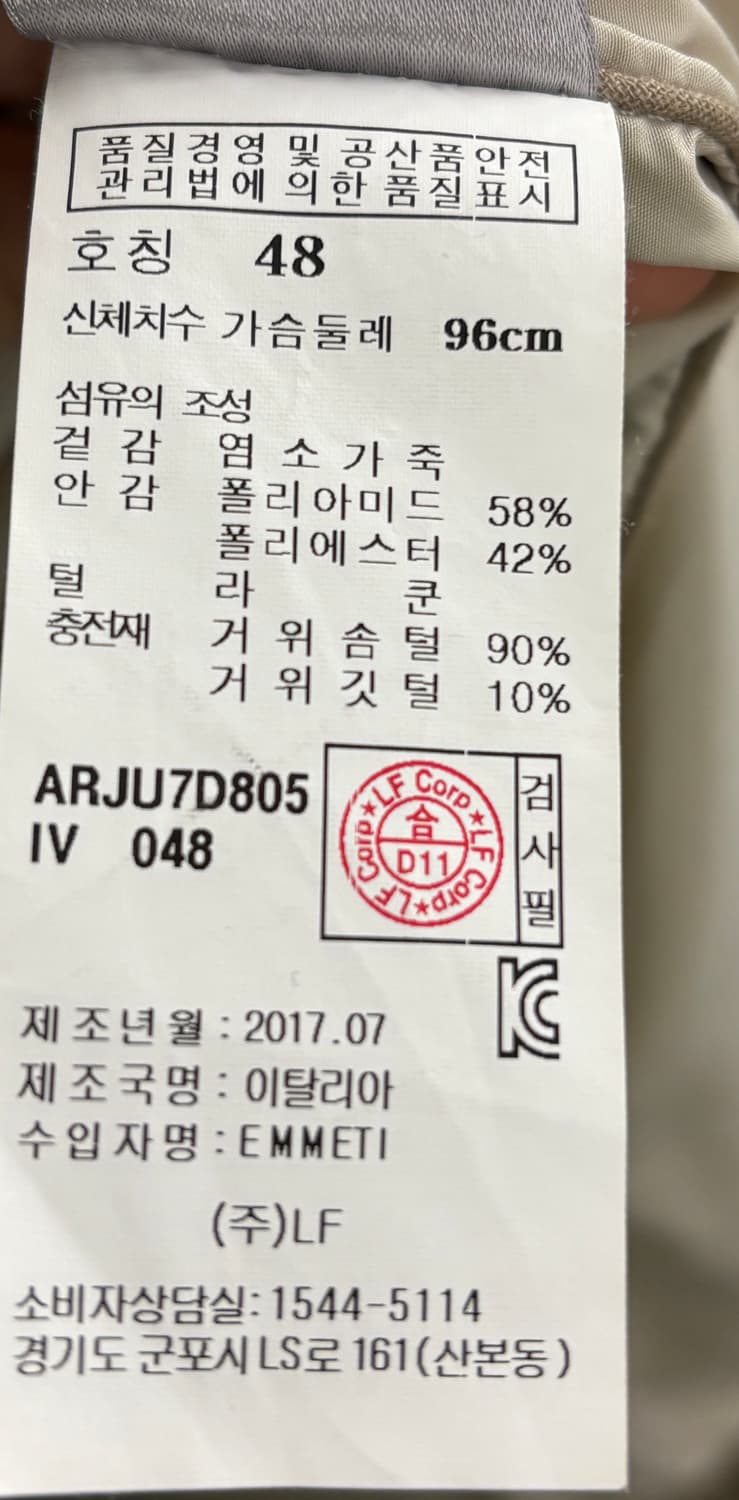 품질경영 및 공산품안전
관리법에 의한 품질표시
호칭 48
신체치수 가슴둘레 96cm
섬유의 조성
겉감 염소가죽
안감 폴리아미드 58%
폴리에스터 42%
털 라쿤
충전재 거위솜털 90%
거위깃털 10%
ARJU7D805
IV 048
★LF Corp★LF Corp★LF Corp
합
D11
검사필
KC
제조년월 : 2017.07
제조국명 : 이탈리아
수입자명 : EMMETI
(주)LF
소비자상담실: 1544-5114
경기도 군포시 LS로 161(산본동)